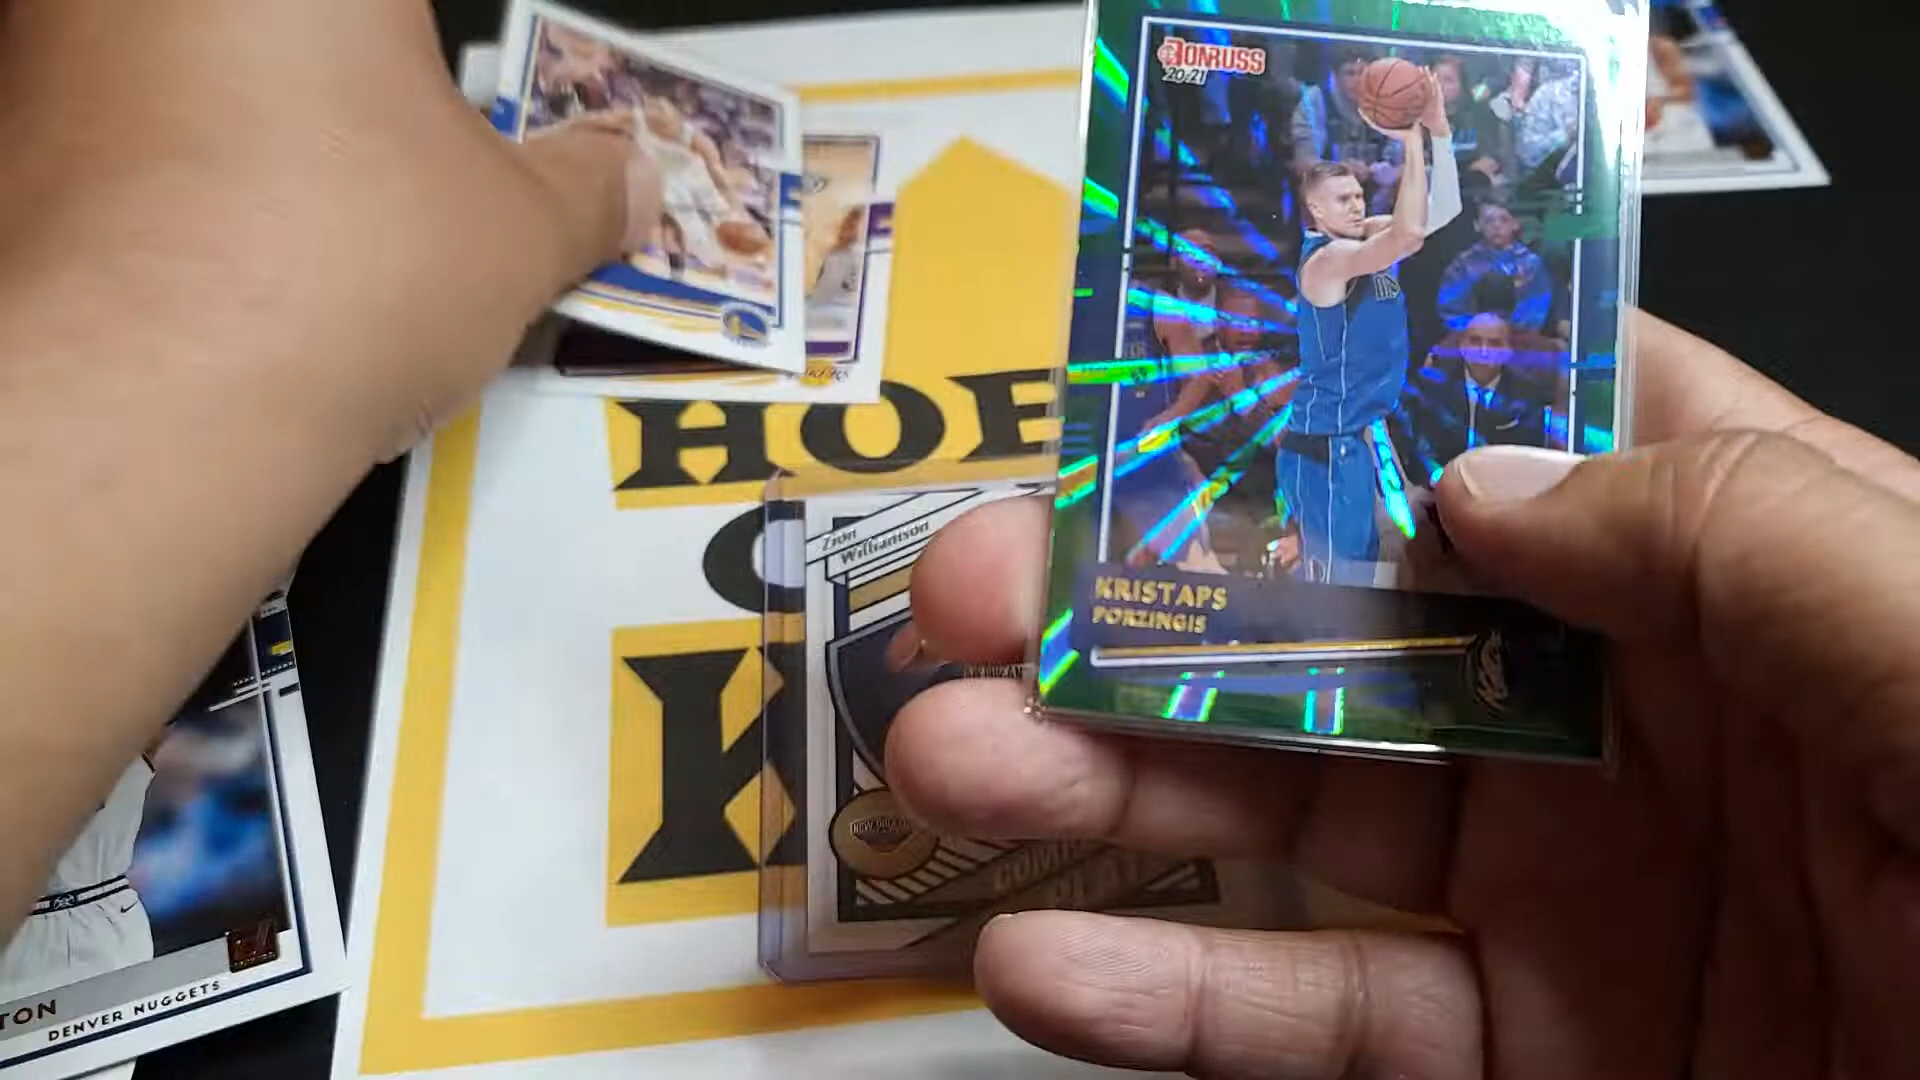 DONRUSS
20-21
HOB
Zion
Williamson
KRISTAPS
PORZINGIS
K
TON
DENVER NUGGETS